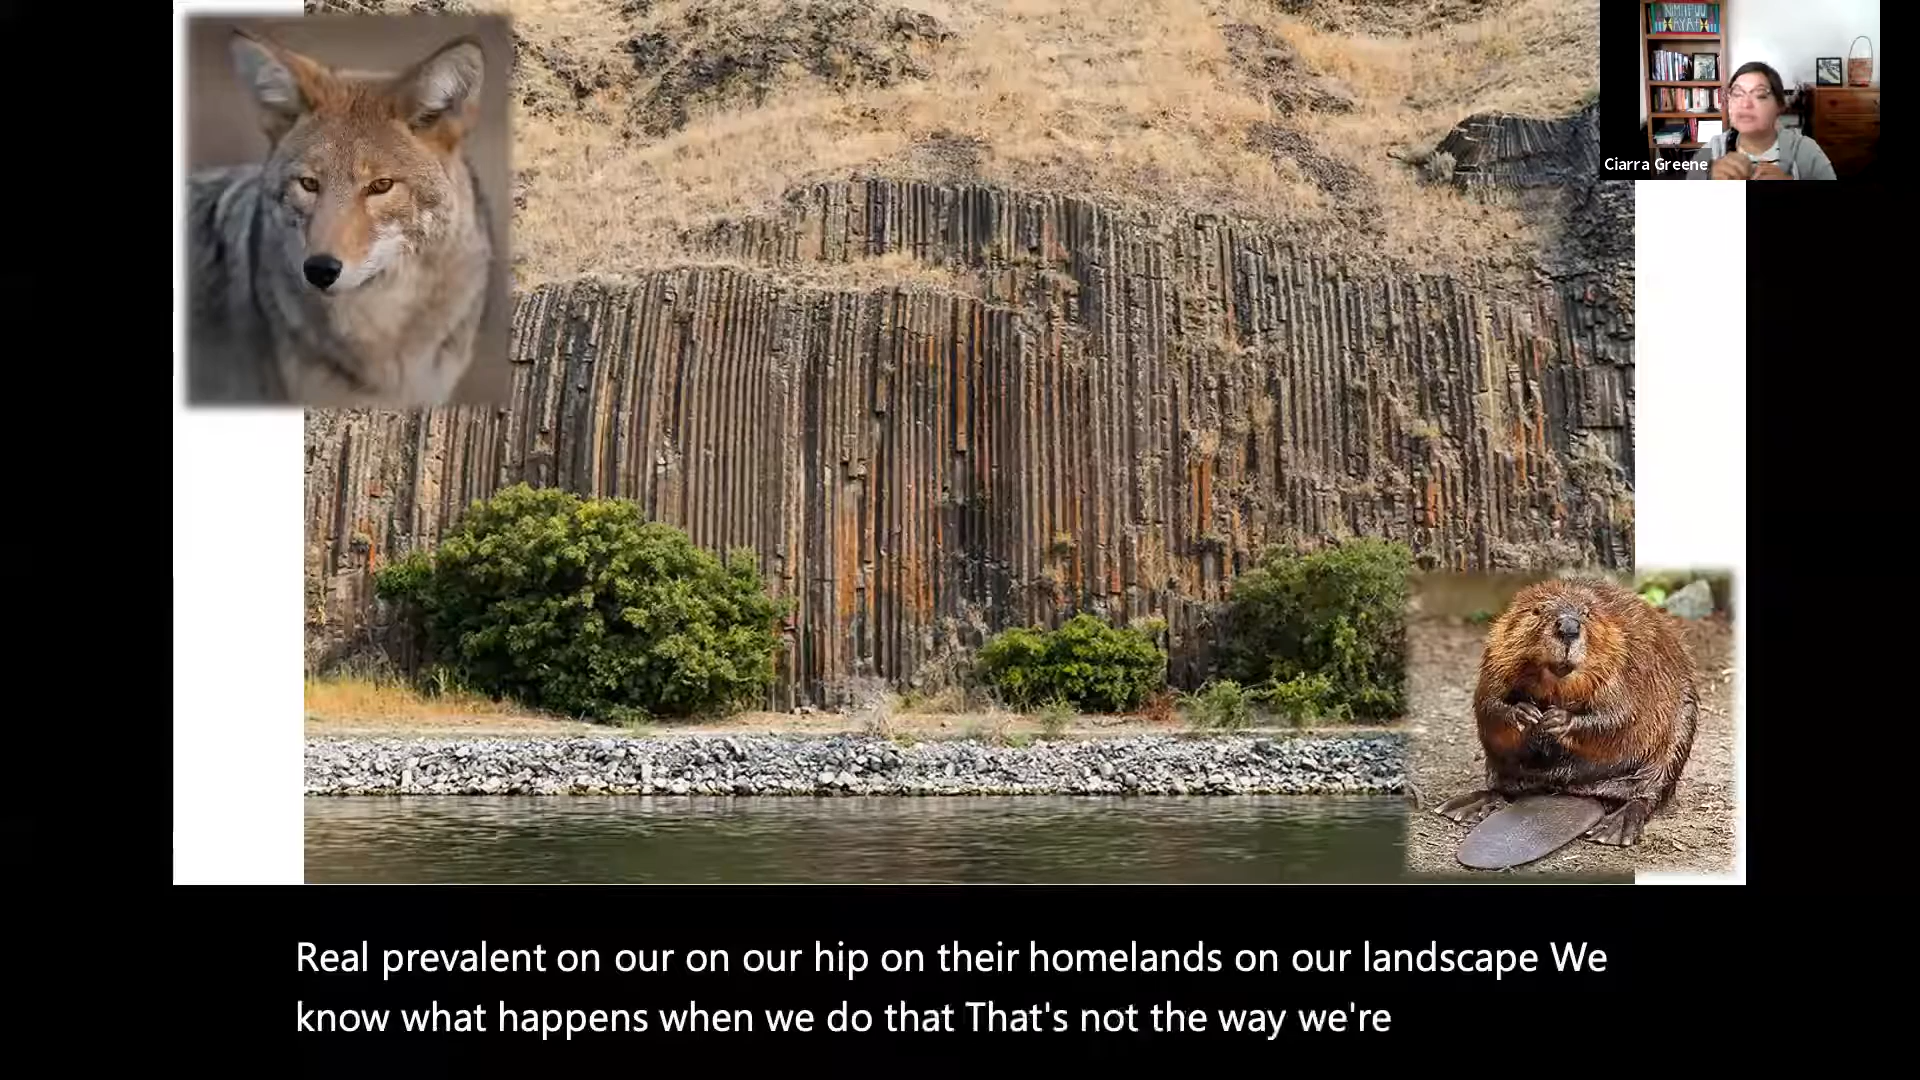 NIMIIPUU
Ciarra Greene
Real prevalent on our on our hip on their homelands on our landscape We
know what happens when we do that That's not the way we're